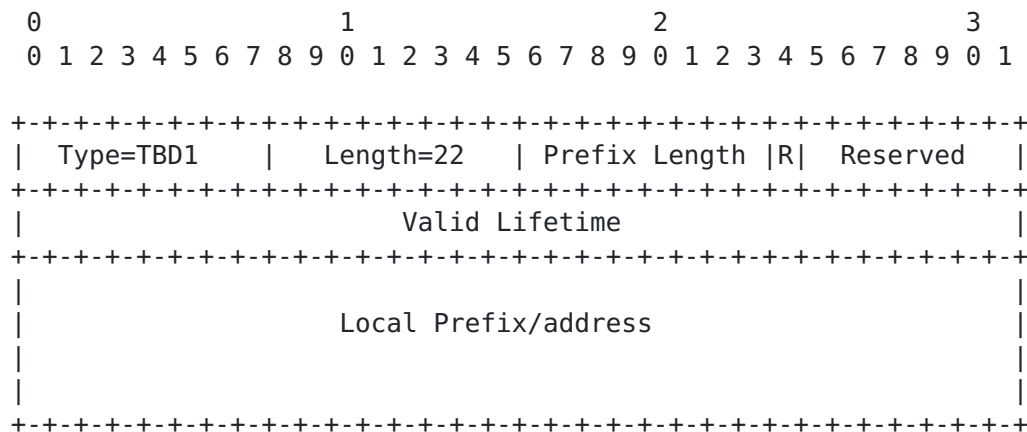 0                   1                   2                   3
 0 1 2 3 4 5 6 7 8 9 0 1 2 3 4 5 6 7 8 9 0 1 2 3 4 5 6 7 8 9 0 1

+-+-+-+-+-+-+-+-+-+-+-+-+-+-+-+-+-+-+-+-+-+-+-+-+-+-+-+-+-+-+-+-+
|  Type=TBD1     |   Length=22   | Prefix Length |R|  Reserved   |
+-+-+-+-+-+-+-+-+-+-+-+-+-+-+-+-+-+-+-+-+-+-+-+-+-+-+-+-+-+-+-+-+
|                        Valid Lifetime                         |
+-+-+-+-+-+-+-+-+-+-+-+-+-+-+-+-+-+-+-+-+-+-+-+-+-+-+-+-+-+-+-+-+
|                                                               |
|                    Local Prefix/address                       |
|                                                               |
|                                                               |
+-+-+-+-+-+-+-+-+-+-+-+-+-+-+-+-+-+-+-+-+-+-+-+-+-+-+-+-+-+-+-+-+